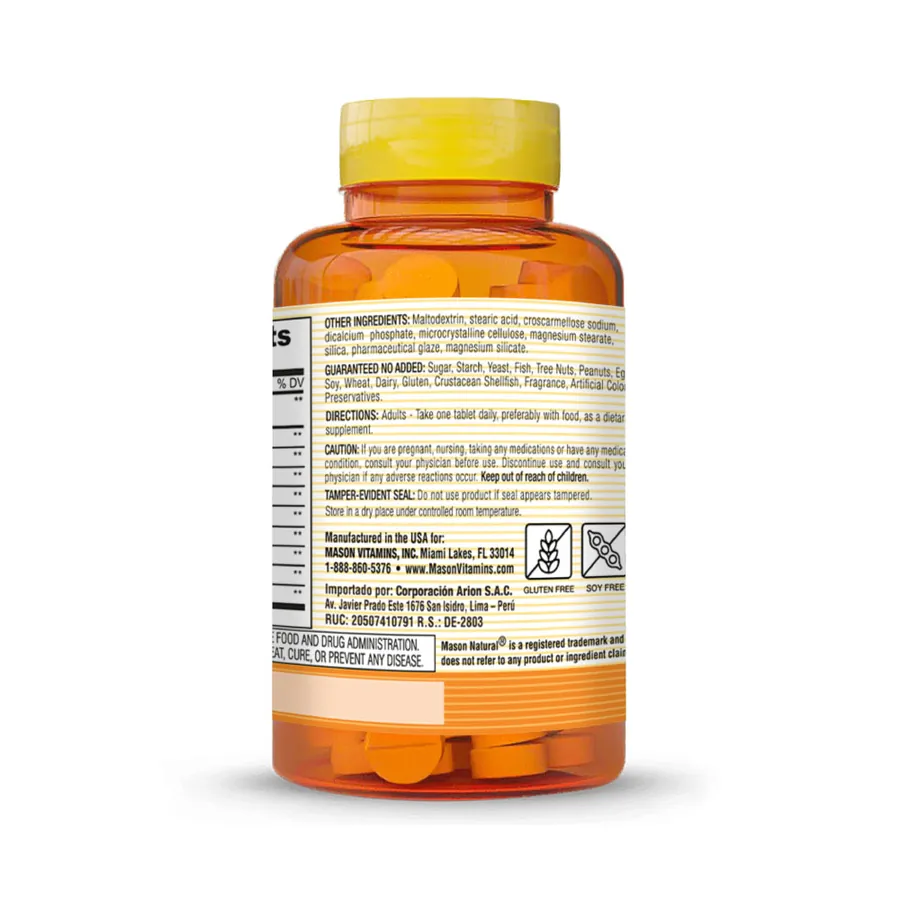 % DV
**
**
**
**
**
**
**
**
**
FOOD AND DRUG ADMINISTRATION.
CURE, OR PREVENT ANY DISEASE.
OTHER INGREDIENTS: Maltodextrin, stearic acid, croscarmellose sodium,
dicalcium phosphate, microcrystalline cellulose, magnesium stearate,
silica, pharmaceutical glaze, magnesium silicate.
GUARANTEED NO ADDED: Sugar, Starch, Yeast, Fish, Tree Nuts, Peanuts,
Soy, Wheat, Dairy, Gluten, Crustacean Shellfish, Fragrance, Artificial
Preservatives.
DIRECTIONS: Adults - Take one tablet daily, preferably with food, as a
supplement.
CAUTION: If you are pregnant, nursing, taking any medications or have any
condition, consult your physician before use. Discontinue use and consult
physician if any adverse reactions occur. Keep out of reach of children.
TAMPER-EVIDENT SEAL: Do not use product if seal appears tampered.
Store in a dry place under controlled room temperature.
Manufactured in the USA for:
MASON VITAMINS, INC. Miami Lakes, FL 33014
1-888-860-5376 • www.MasonVitamins.com
GLUTEN FREE
SOY FREE
Importado por: Corporación Arion S.A.C.
Av. Javier Prado Este 1676 San Isidro, Lima – Perú
RUC: 20507410791 R.S.: DE-2803
Mason Natural® is a registered trademark and
does not refer to any product or ingredient